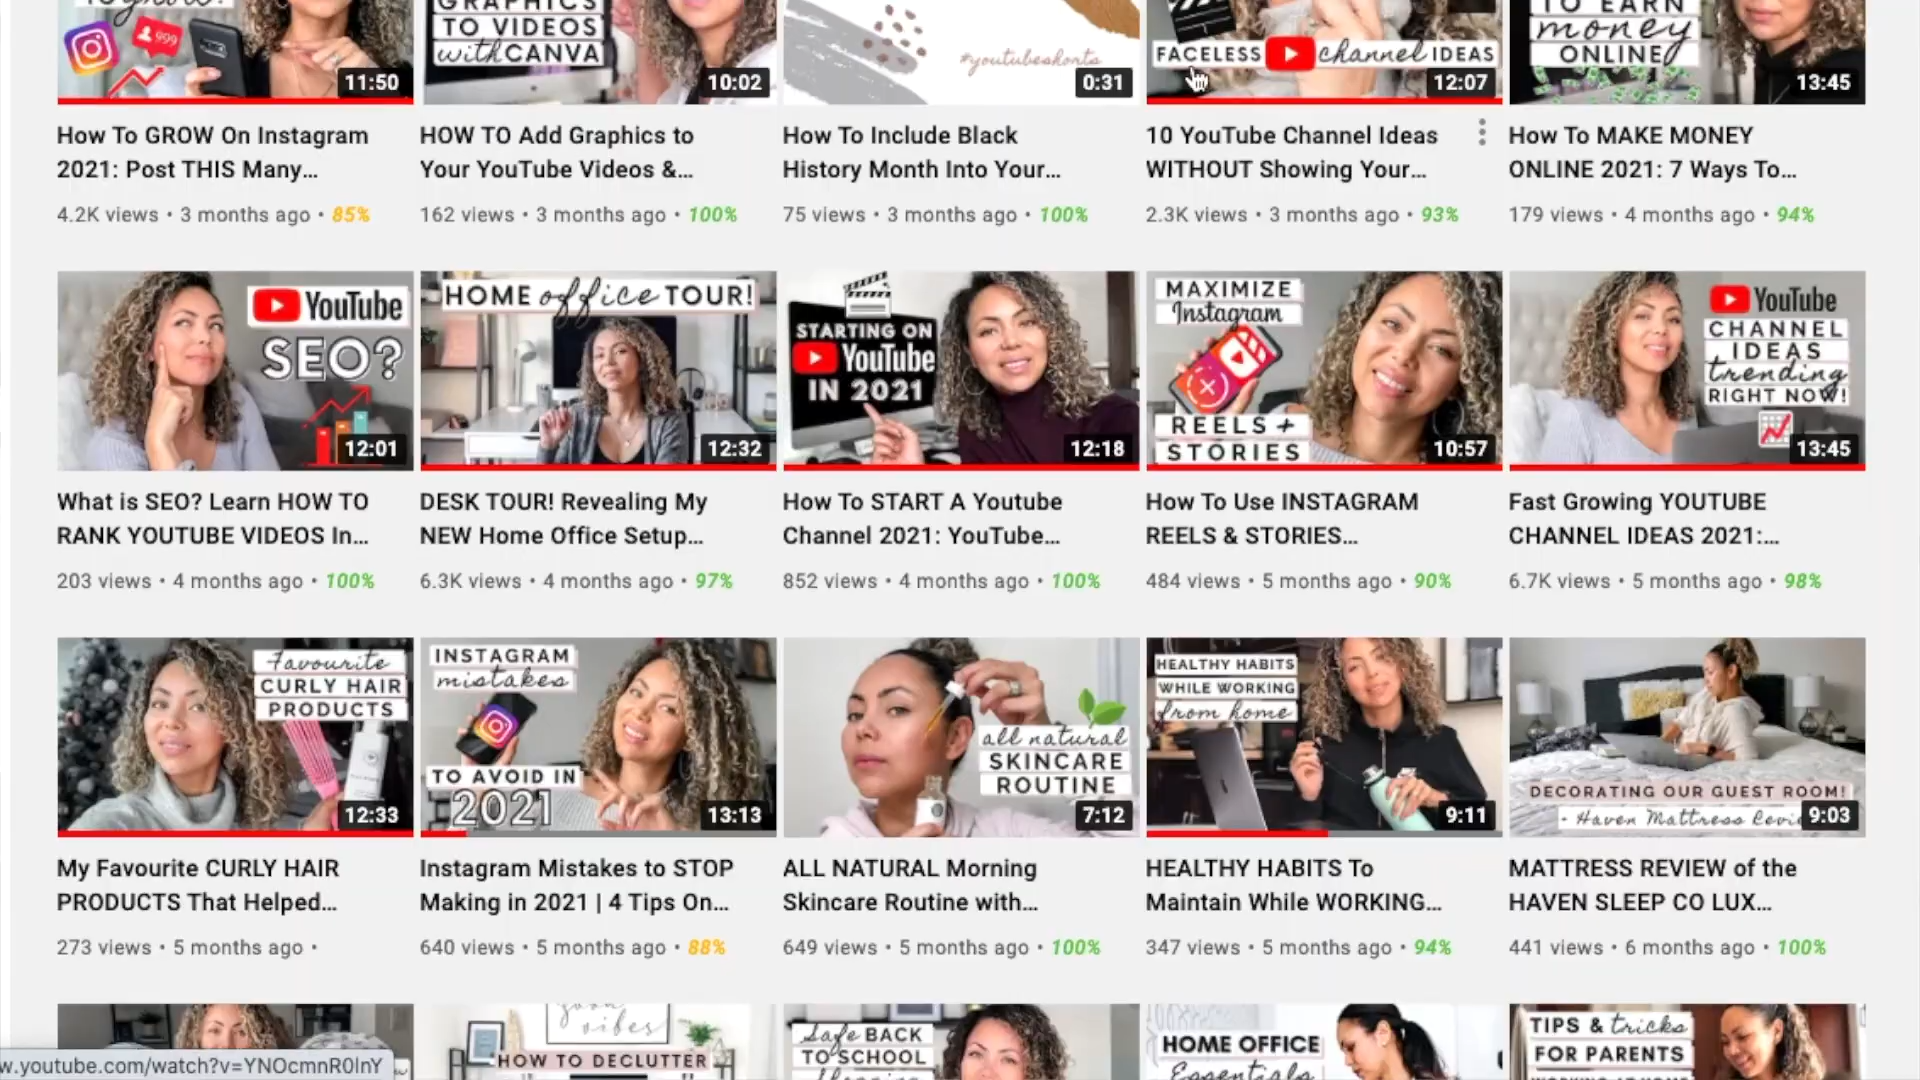 999
11:50
GRAPHICS
TO VIDEOS
with CANVA
10:02
#youtubeshorts
0:31
FACELESS channel IDEAS
12:07
TO EARN
money
ONLINE
13:45
How To GROW On Instagram
2021: Post THIS Many...
4.2K views • 3 months ago • 85%
HOW TO Add Graphics to
Your YouTube Videos &...
162 views • 3 months ago • 100%
How To Include Black
History Month Into Your...
75 views • 3 months ago • 100%
10 YouTube Channel Ideas
WITHOUT Showing Your...
2.3K views • 3 months ago • 93%
How To MAKE MONEY
ONLINE 2021: 7 Ways To...
179 views • 4 months ago • 94%
YouTube
SEO?
12:01
HOME office TOUR!
12:32
STARTING ON
YouTube
IN 2021
12:18
MAXIMIZE
Instagram
REELS +
STORIES
10:57
YouTube
CHANNEL
IDEAS
trending
RIGHT NOW!
13:45
What is SEO? Learn HOW TO
RANK YOUTUBE VIDEOS In...
203 views • 4 months ago • 100%
DESK TOUR! Revealing My
NEW Home Office Setup...
6.3K views • 4 months ago • 97%
How To START A Youtube
Channel 2021: YouTube...
852 views • 4 months ago • 100%
How To Use INSTAGRAM
REELS & STORIES...
484 views • 5 months ago • 90%
Fast Growing YOUTUBE
CHANNEL IDEAS 2021:...
6.7K views • 5 months ago • 98%
favourite
CURLY HAIR
PRODUCTS
12:33
INSTAGRAM
mistakes
TO AVOID IN
2021
13:13
all natural
SKINCARE
ROUTINE
7:12
HEALTHY HABITS
WHILE WORKING
from home
9:11
DECORATING OUR GUEST ROOM!
- Haven Mattress
9:03
My Favourite CURLY HAIR
PRODUCTS That Helped...
273 views • 5 months ago •
Instagram Mistakes to STOP
Making in 2021 | 4 Tips On...
640 views • 5 months ago • 88%
ALL NATURAL Morning
Skincare Routine with...
649 views • 5 months ago • 100%
HEALTHY HABITS To
Maintain While WORKING...
347 views • 5 months ago • 94%
MATTRESS REVIEW of the
HAVEN SLEEP CO LUX...
441 views • 6 months ago • 100%
good
vibes
HOW TO DECLUTTER
Safe BACK
TO SCHOOL
HOME OFFICE
Essentials
TIPS & tricks
FOR PARENTS
w.youtube.com/watch?v=YNOcmnR0lnY